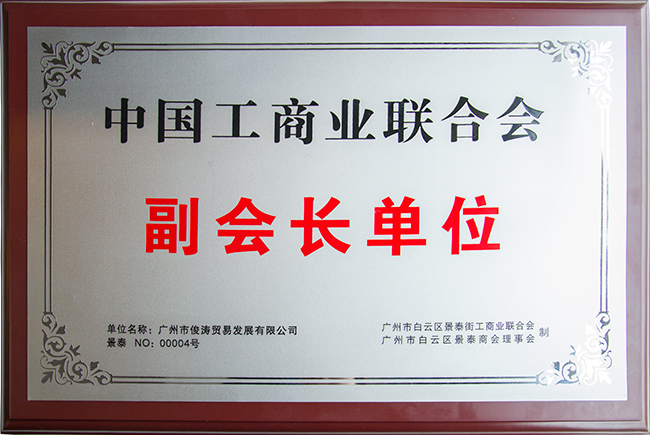 中国工商业联合会
副会长单位
单位名称：广州市俊涛贸易发展有限公司
景泰 NO：00004号
广州市白云区景泰街工商业联合会
广州市白云区景泰商会理事会
制